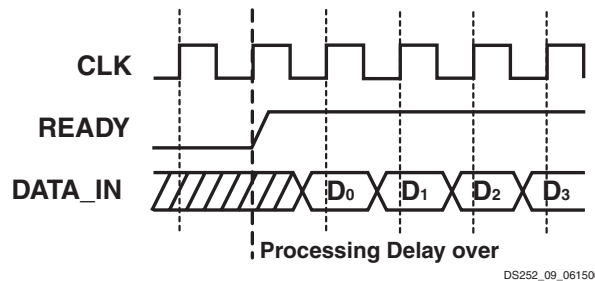 CLK
READY
DATA_IN D0 D1 D2 D3
Processing Delay over
DS252_09_06150